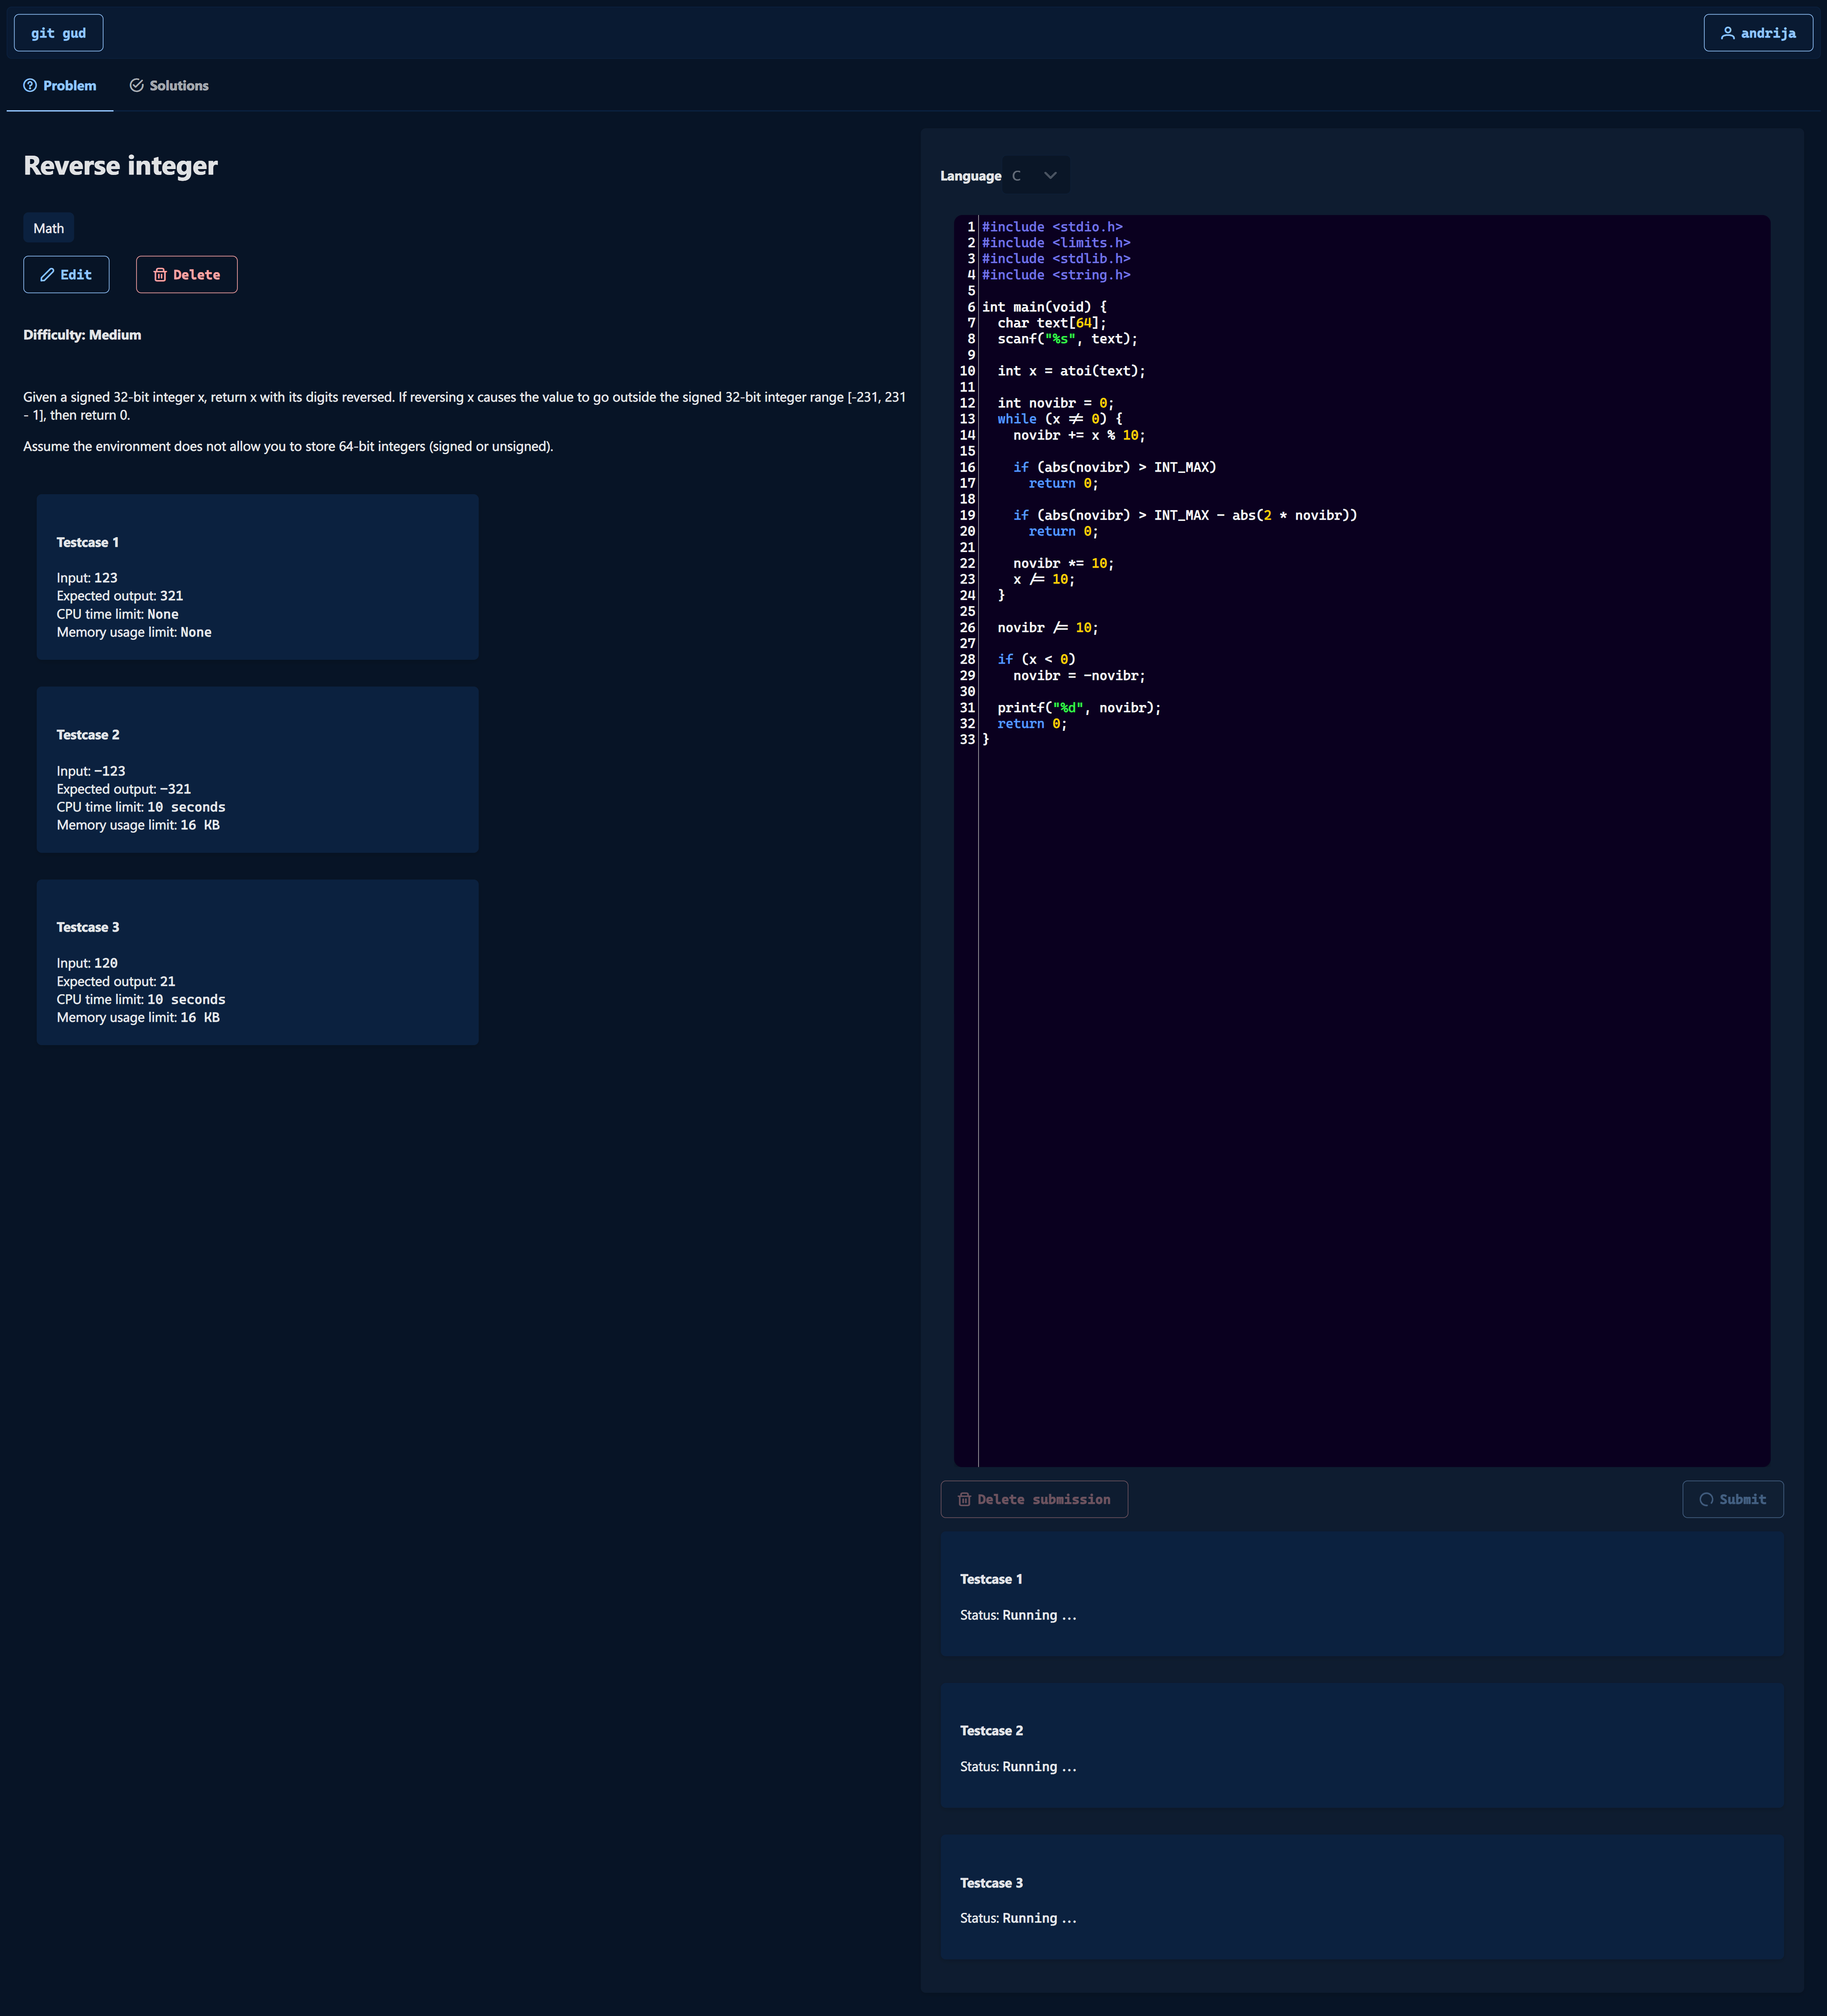 git gud
andrija
Problem
Solutions
Reverse integer
Math
Edit
Delete
Difficulty: Medium
Given a signed 32-bit integer x, return x with its digits reversed. If reversing x causes the value to go outside the signed 32-bit integer range [-231, 231
- 1], then return 0.
Assume the environment does not allow you to store 64-bit integers (signed or unsigned).
Testcase 1
Input: 123
Expected output: 321
CPU time limit: None
Memory usage limit: None
Testcase 2
Input: -123
Expected output: -321
CPU time limit: 10 seconds
Memory usage limit: 16 KB
Testcase 3
Input: 120
Expected output: 21
CPU time limit: 10 seconds
Memory usage limit: 16 KB
Language C
1 #include <stdio.h>
2 #include <limits.h>
3 #include <stdlib.h>
4 #include <string.h>
5
6 int main(void) {
7   char text[64];
8   scanf("%s", text);
9
10   int x = atoi(text);
11
12   int novibr = 0;
13   while (x != 0) {
14     novibr += x % 10;
15
16     if (abs(novibr) > INT_MAX)
17       return 0;
18
19     if (abs(novibr) > INT_MAX - abs(2 * novibr))
20       return 0;
21
22     novibr *= 10;
23     x /= 10;
24   }
25
26   novibr /= 10;
27
28   if (x < 0)
29     novibr = -novibr;
30
31   printf("%d", novibr);
32   return 0;
33 }
Delete submission
Submit
Testcase 1
Status: Running ...
Testcase 2
Status: Running ...
Testcase 3
Status: Running ...